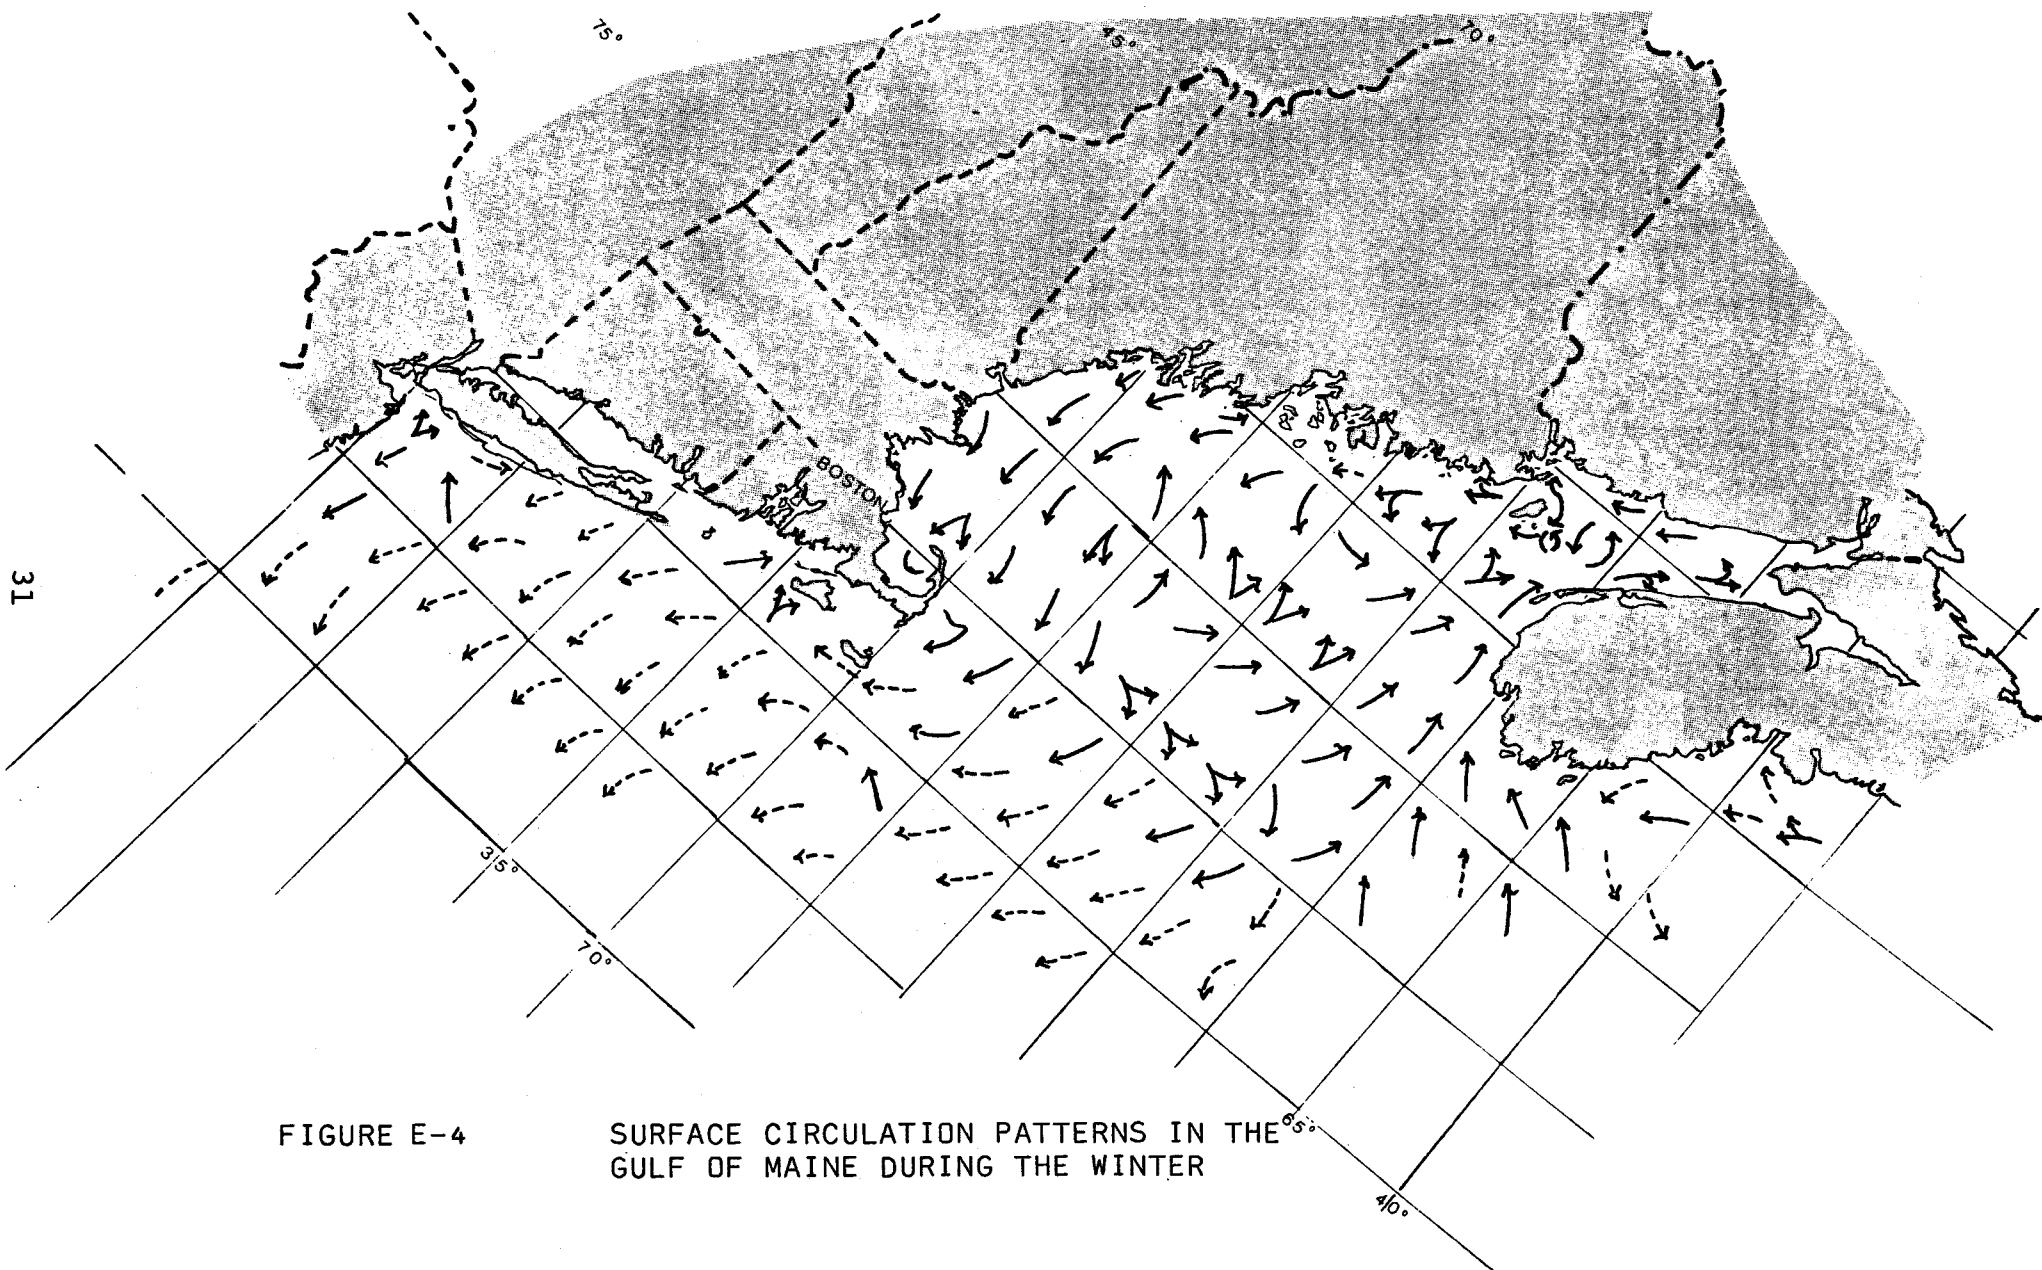 75°
45°
70°
BOSTON
31
35°
70°
65°
40°
FIGURE E-4 SURFACE CIRCULATION PATTERNS IN THE
GULF OF MAINE DURING THE WINTER